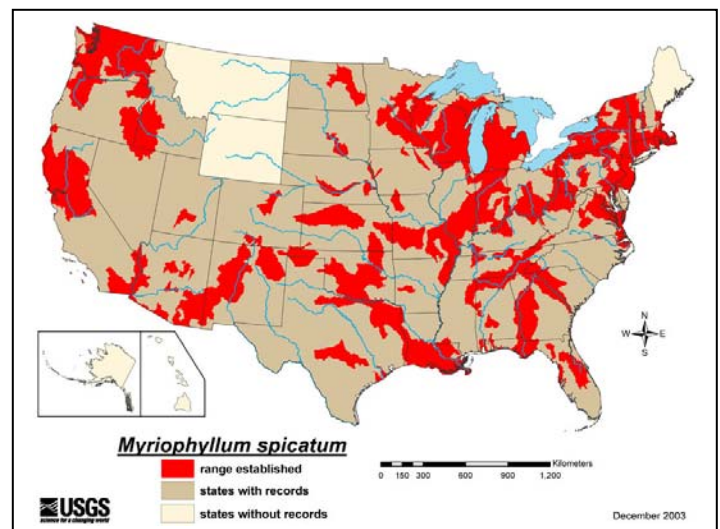 N
W E
S
Myriophyllum spicatum
range established
states with records
states without records
Kilometers
0 150 300 600 900 1,200
USGS
science for a changing world
December 2003